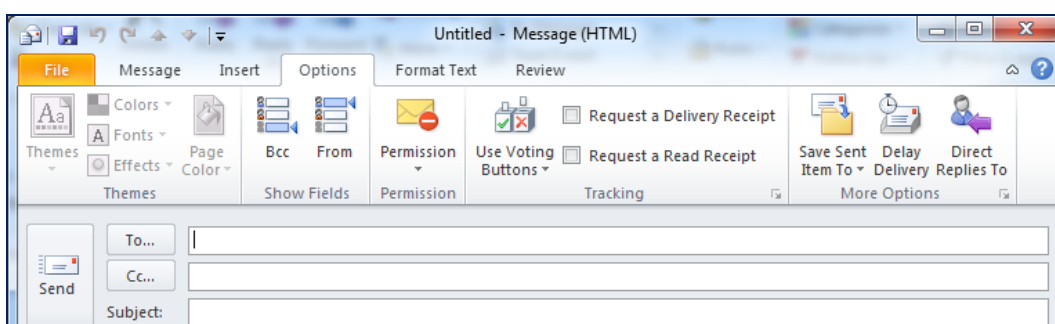 Untitled - Message (HTML)
File Message Insert Options Format Text Review
Aa Colors
A Fonts
Effects
Themes
Page
Color
Bcc From
Permission
Use Voting
Buttons
Request a Delivery Receipt
Request a Read Receipt
Save Sent
Item To
Delay
Delivery
Direct
Replies To
Themes Show Fields Permission Tracking More Options
To...
Send
Cc...
Subject: